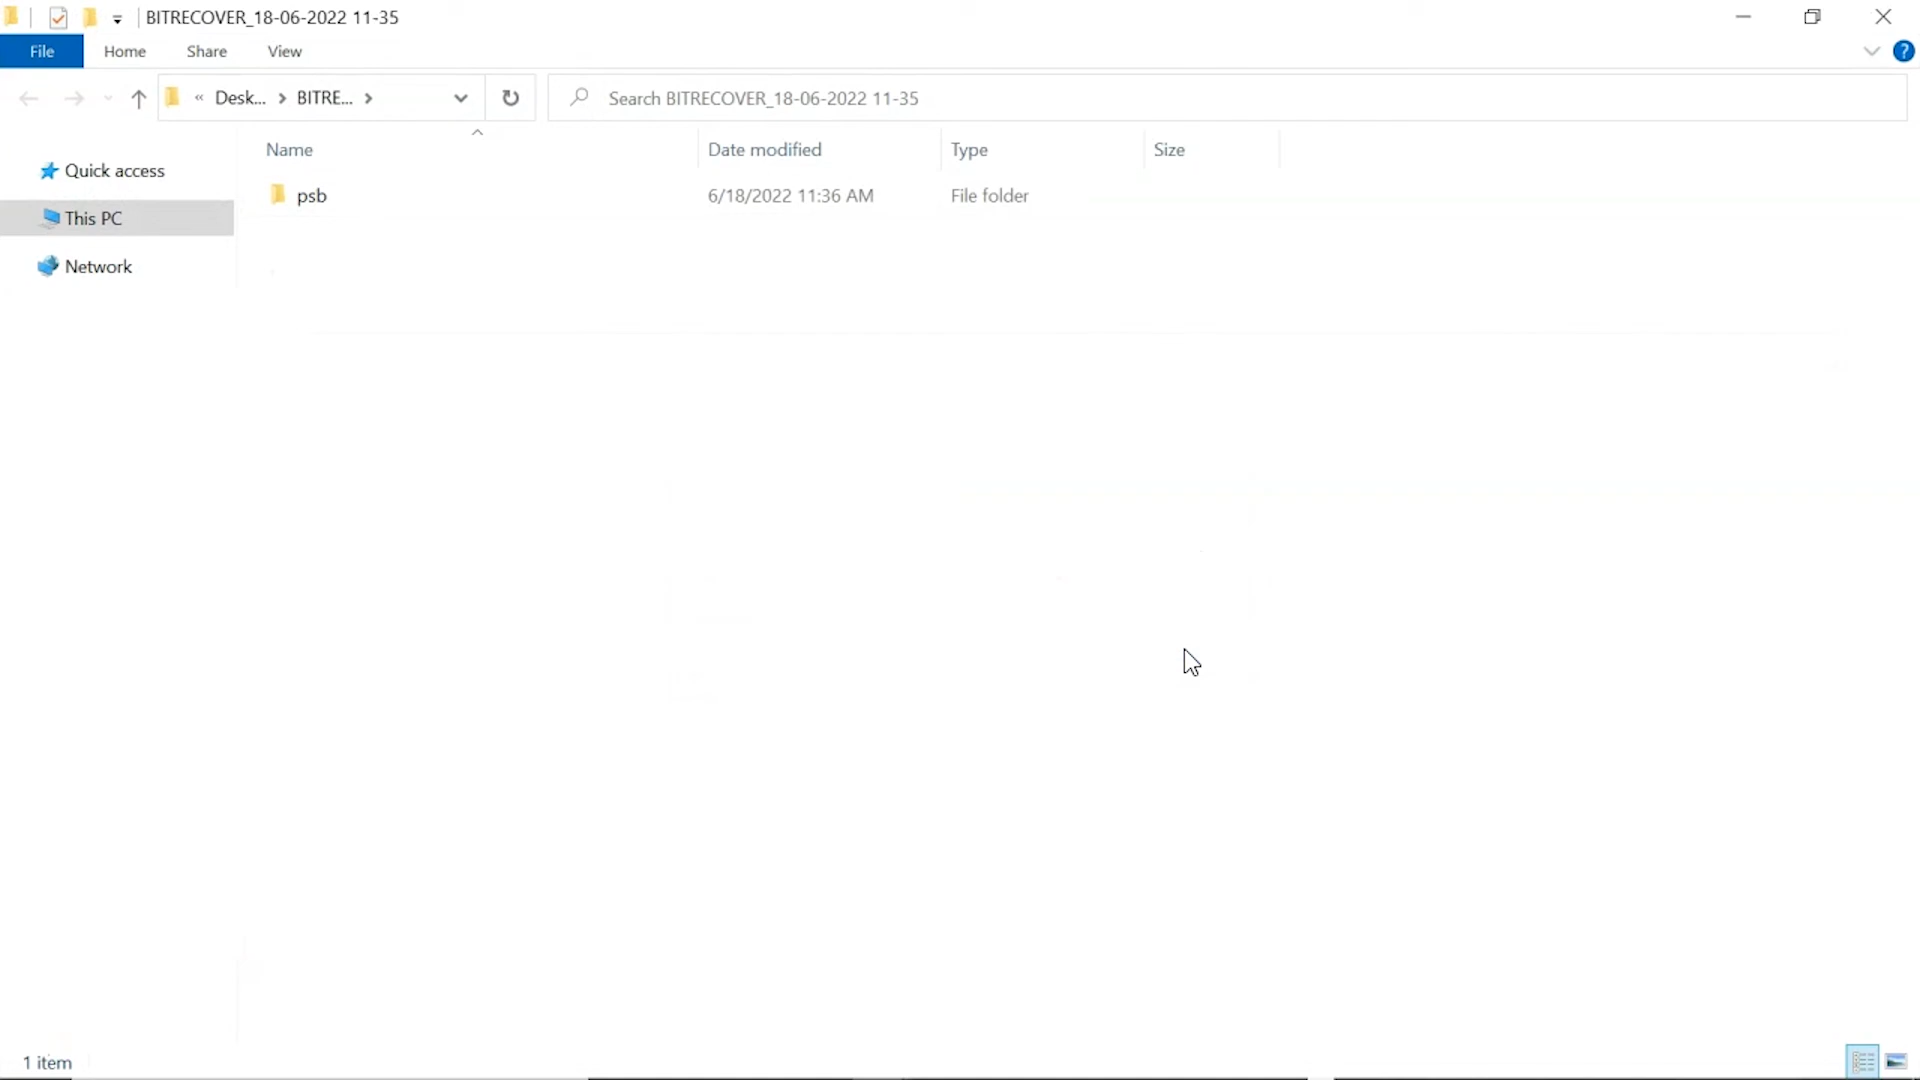 BITRECOVER_18-06-2022 11-35
File Home Share View ?
« Desk... > BITRE... > Search BITRECOVER_18-06-2022 11-35
Name Date modified Type Size
Quick access
psb 6/18/2022 11:36 AM File folder
This PC
Network
1 item